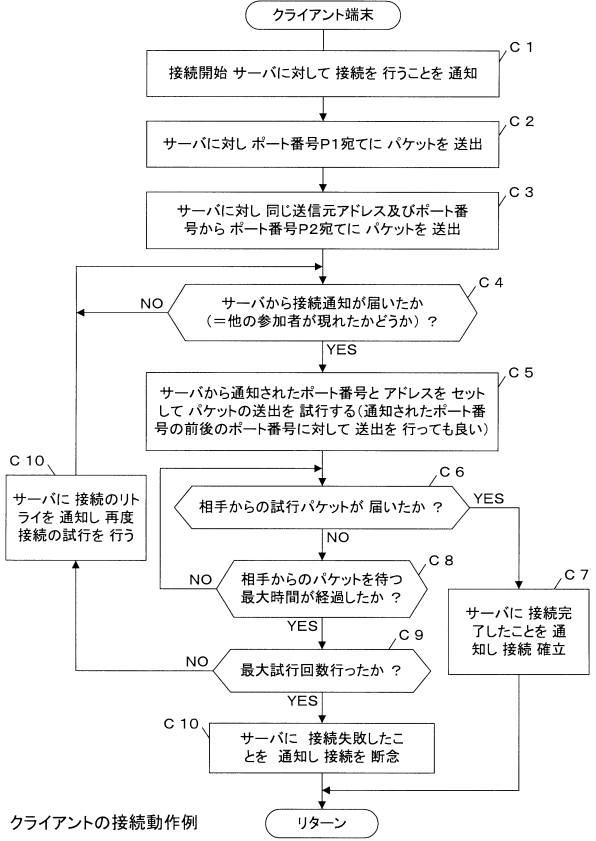 クライアント端末
C1
接続開始 サーバに対して 接続を 行うことを 通知
C2
サーバに対し ポート番号P1宛てに パケットを 送出
C3
サーバに対し 同じ送信元アドレス及びポート番
号から ポート番号P2宛てに パケットを 送出
C4
サーバから接続通知が届いたか
(=他の参加者が現れたかどうか) ?
NO
YES
C5
サーバから通知されたポート番号と アドレスを セット
して パケットの送出を 試行する(通知されたポート番
号の前後のポート番号に対して 送出を 行っても良い)
C10
サーバに 接続のリト
ライを 通知し 再度
接続の試行を 行う
C6
相手からの試行パケットが 届いたか ?
YES
NO
C8
相手からのパケットを待つ
最大時間が経過したか ?
NO
YES
C7
サーバに 接続完
了したことを 通
知し 接続 確立
C9
最大試行回数行ったか ?
NO
YES
C10
サーバに 接続失敗したこ
とを 通知し 接続を 断念
リターン
クライアントの接続動作例